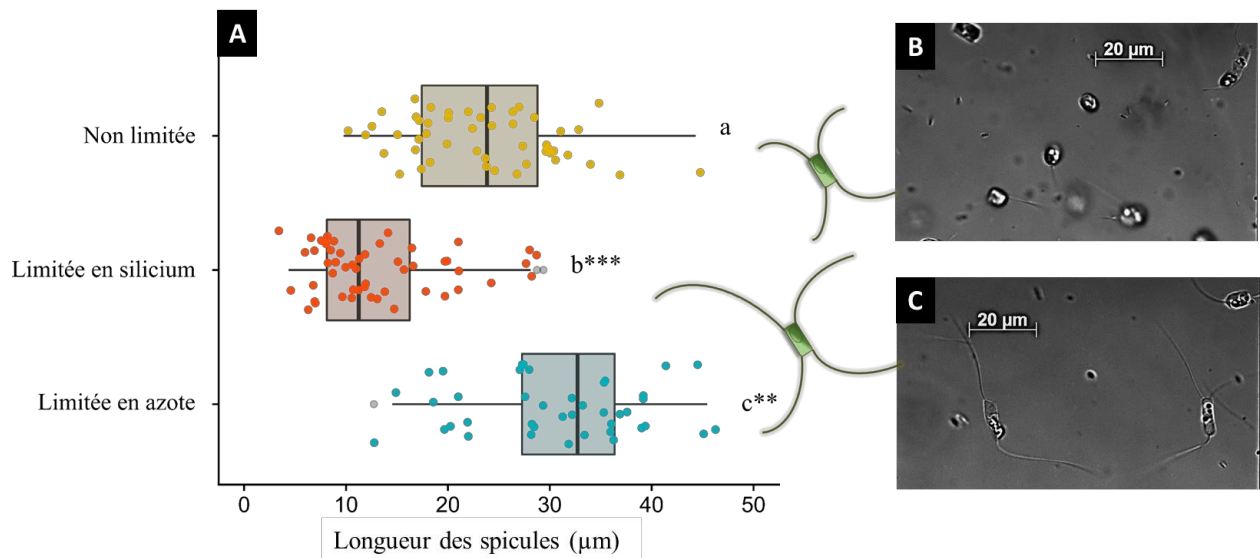 A
Non limitée
a
Limitée en silicium
b***
Limitée en azote
c**
0 10 20 30 40 50
Longueur des spicules (µm)
B
20 µm
C
20 µm